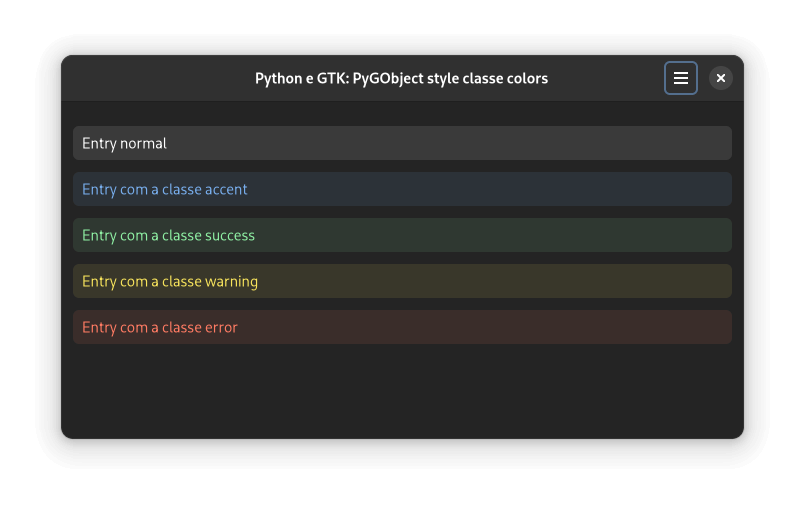 Python e GTK: PyGObject style classe colors
Entry normal
Entry com a classe accent
Entry com a classe success
Entry com a classe warning
Entry com a classe error